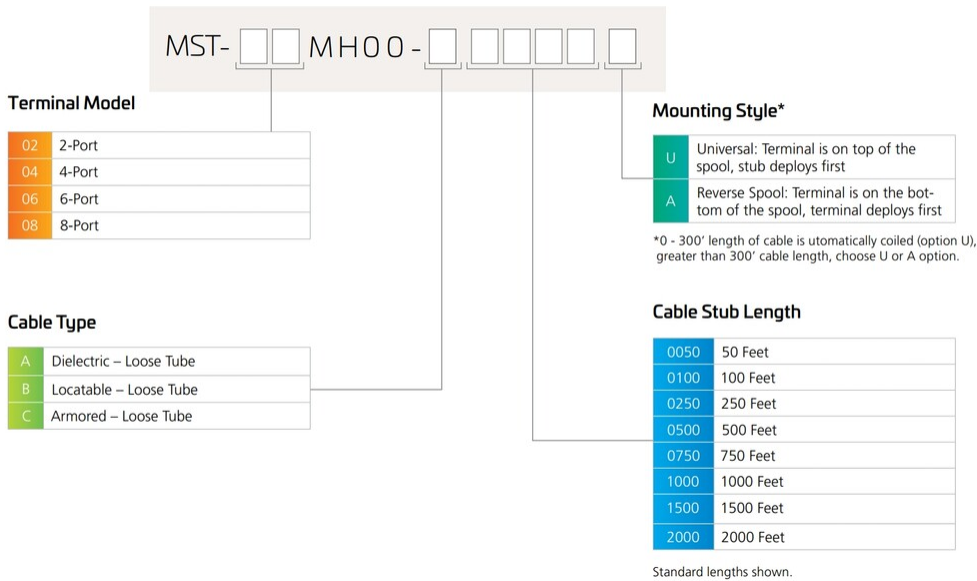 MST- MH00 -
Terminal Model
02 2-Port
04 4-Port
06 6-Port
08 8-Port
Cable Type
A Dielectric – Loose Tube
B Locatable – Loose Tube
C Armored – Loose Tube
Mounting Style*
U Universal: Terminal is on top of the
spool, stub deploys first
A Reverse Spool: Terminal is on the bot-
tom of the spool, terminal deploys first
*0 - 300’ length of cable is utomatically coiled (option U),
greater than 300’ cable length, choose U or A option.
Cable Stub Length
0050 50 Feet
0100 100 Feet
0250 250 Feet
0500 500 Feet
0750 750 Feet
1000 1000 Feet
1500 1500 Feet
2000 2000 Feet
Standard lengths shown.